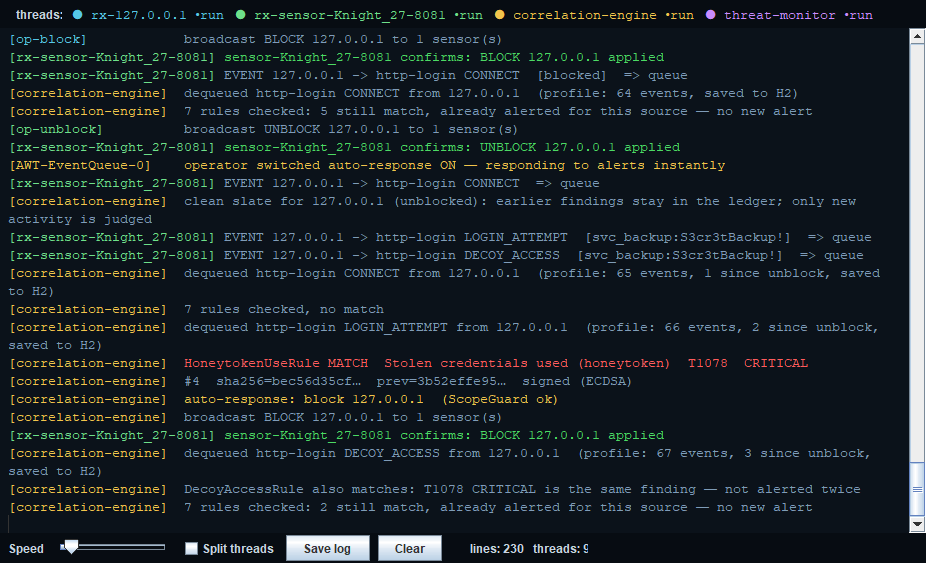 threads: rx-127.0.0.1 •run rx-sensor-Knight_27-8081 •run correlation-engine •run threat-monitor •run
[op-block] broadcast BLOCK 127.0.0.1 to 1 sensor(s)
[rx-sensor-Knight_27-8081] sensor-Knight_27-8081 confirms: BLOCK 127.0.0.1 applied
[rx-sensor-Knight_27-8081] EVENT 127.0.0.1 -> http-login CONNECT [blocked] => queue
[correlation-engine] dequeued http-login CONNECT from 127.0.0.1 (profile: 64 events, saved to H2)
[correlation-engine] 7 rules checked: 5 still match, already alerted for this source — no new alert
[op-unblock] broadcast UNBLOCK 127.0.0.1 to 1 sensor(s)
[rx-sensor-Knight_27-8081] sensor-Knight_27-8081 confirms: UNBLOCK 127.0.0.1 applied
[AWT-EventQueue-0] operator switched auto-response ON — responding to alerts instantly
[rx-sensor-Knight_27-8081] EVENT 127.0.0.1 -> http-login CONNECT => queue
[correlation-engine] clean slate for 127.0.0.1 (unblocked): earlier findings stay in the ledger; only new
activity is judged
[rx-sensor-Knight_27-8081] EVENT 127.0.0.1 -> http-login LOGIN_ATTEMPT [svc_backup:S3cr3tBackup!] => queue
[rx-sensor-Knight_27-8081] EVENT 127.0.0.1 -> http-login DECOY_ACCESS [svc_backup:S3cr3tBackup!] => queue
[correlation-engine] dequeued http-login CONNECT from 127.0.0.1 (profile: 65 events, 1 since unblock, saved
to H2)
[correlation-engine] 7 rules checked, no match
[correlation-engine] dequeued http-login LOGIN_ATTEMPT from 127.0.0.1 (profile: 66 events, 2 since unblock,
saved to H2)
[correlation-engine] HoneytokenUseRule MATCH Stolen credentials used (honeytoken) T1078 CRITICAL
[correlation-engine] #4 sha256=bec56d35cf… prev=3b52effe95… signed (ECDSA)
[correlation-engine] auto-response: block 127.0.0.1 (ScopeGuard ok)
[correlation-engine] broadcast BLOCK 127.0.0.1 to 1 sensor(s)
[rx-sensor-Knight_27-8081] sensor-Knight_27-8081 confirms: BLOCK 127.0.0.1 applied
[correlation-engine] dequeued http-login DECOY_ACCESS from 127.0.0.1 (profile: 67 events, 3 since unblock,
saved to H2)
[correlation-engine] DecoyAccessRule also matches: T1078 CRITICAL is the same finding — not alerted twice
[correlation-engine] 7 rules checked: 2 still match, already alerted for this source — no new alert
Speed Split threads Save log Clear lines: 230 threads: